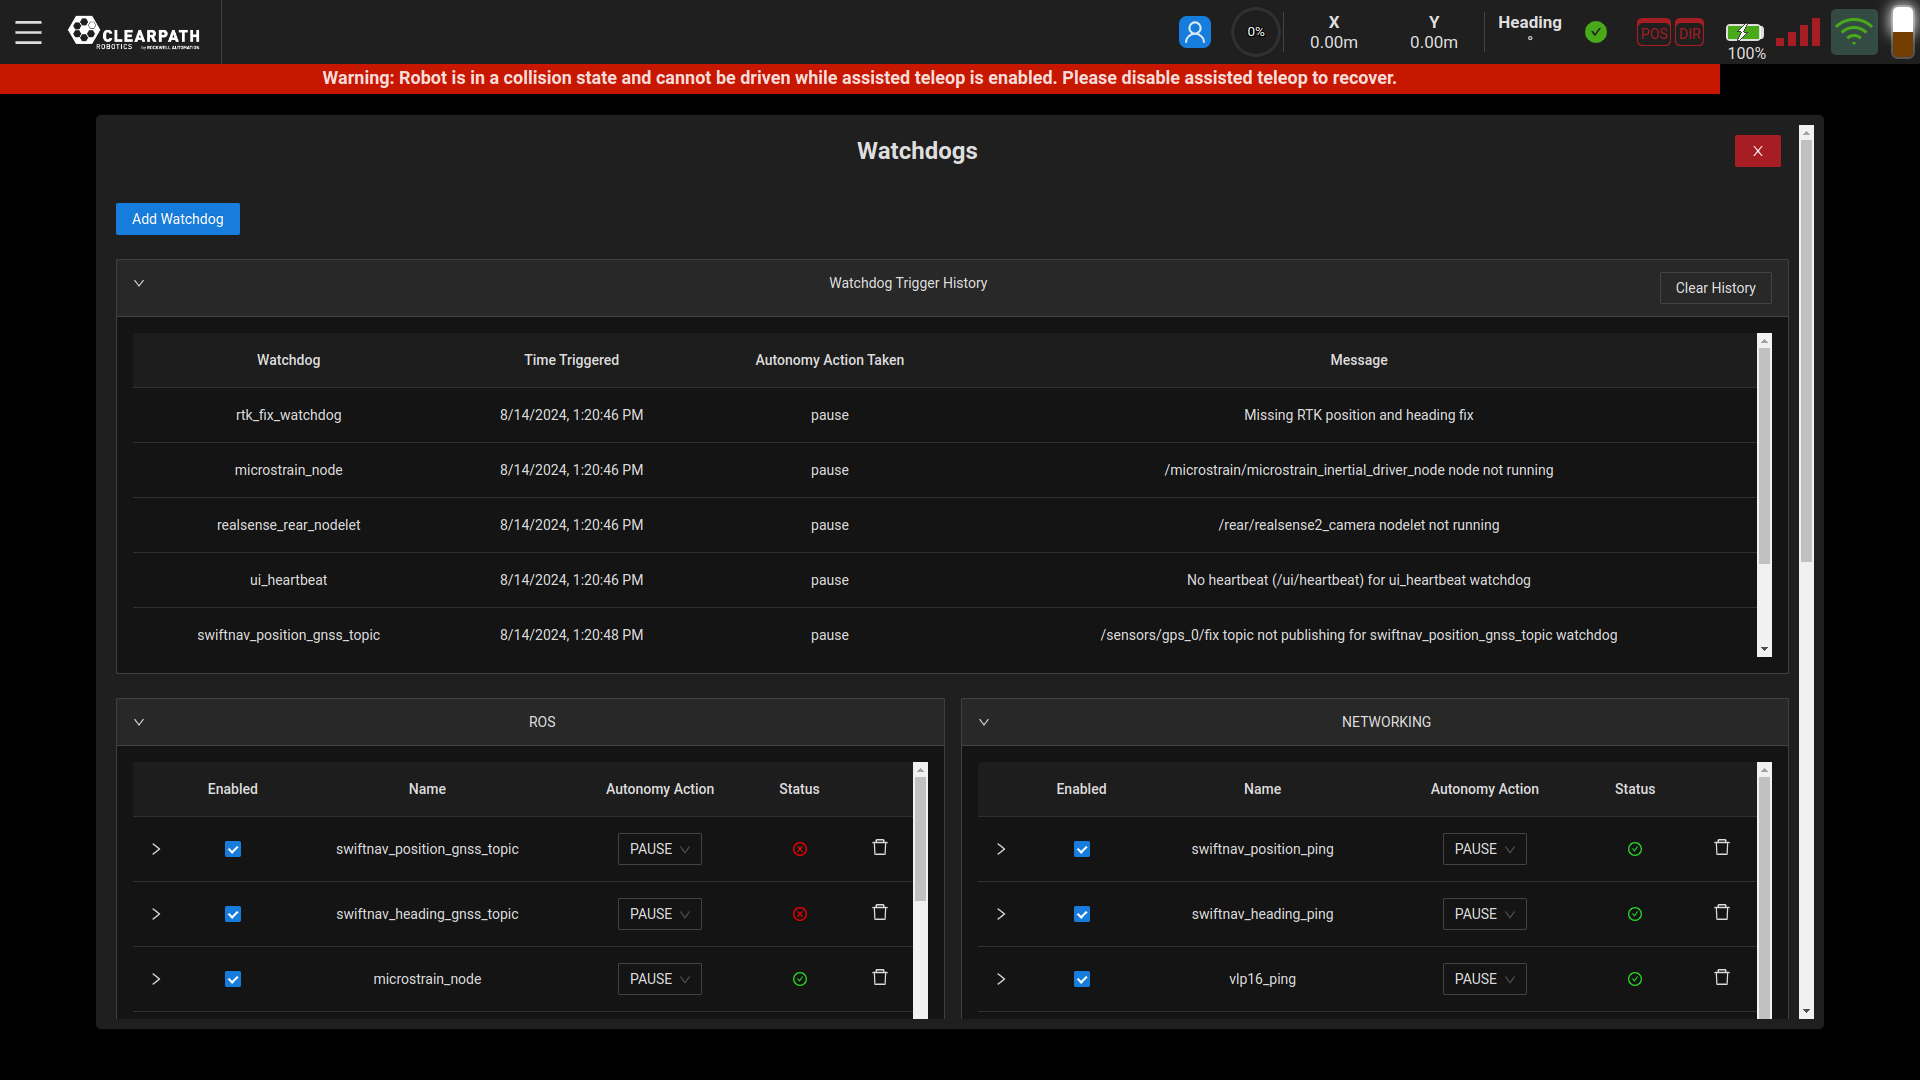 CLEARPATH
ROBOTICS by ROCKWELL AUTOMATION
0%
X
0.00m
Y
0.00m
Heading
°
POS
DIR
100%
Warning: Robot is in a collision state and cannot be driven while assisted teleop is enabled. Please disable assisted teleop to recover.
Watchdogs
X
Add Watchdog
Watchdog Trigger History
Clear History
Watchdog Time Triggered Autonomy Action Taken Message
rtk_fix_watchdog 8/14/2024, 1:20:46 PM pause Missing RTK position and heading fix
microstrain_node 8/14/2024, 1:20:46 PM pause /microstrain/microstrain_inertial_driver_node node not running
realsense_rear_nodelet 8/14/2024, 1:20:46 PM pause /rear/realsense2_camera nodelet not running
ui_heartbeat 8/14/2024, 1:20:46 PM pause No heartbeat (/ui/heartbeat) for ui_heartbeat watchdog
swiftnav_position_gnss_topic 8/14/2024, 1:20:48 PM pause /sensors/gps_0/fix topic not publishing for swiftnav_position_gnss_topic watchdog
ROS
Enabled Name Autonomy Action Status
swiftnav_position_gnss_topic PAUSE
swiftnav_heading_gnss_topic PAUSE
microstrain_node PAUSE
NETWORKING
Enabled Name Autonomy Action Status
swiftnav_position_ping PAUSE
swiftnav_heading_ping PAUSE
vlp16_ping PAUSE